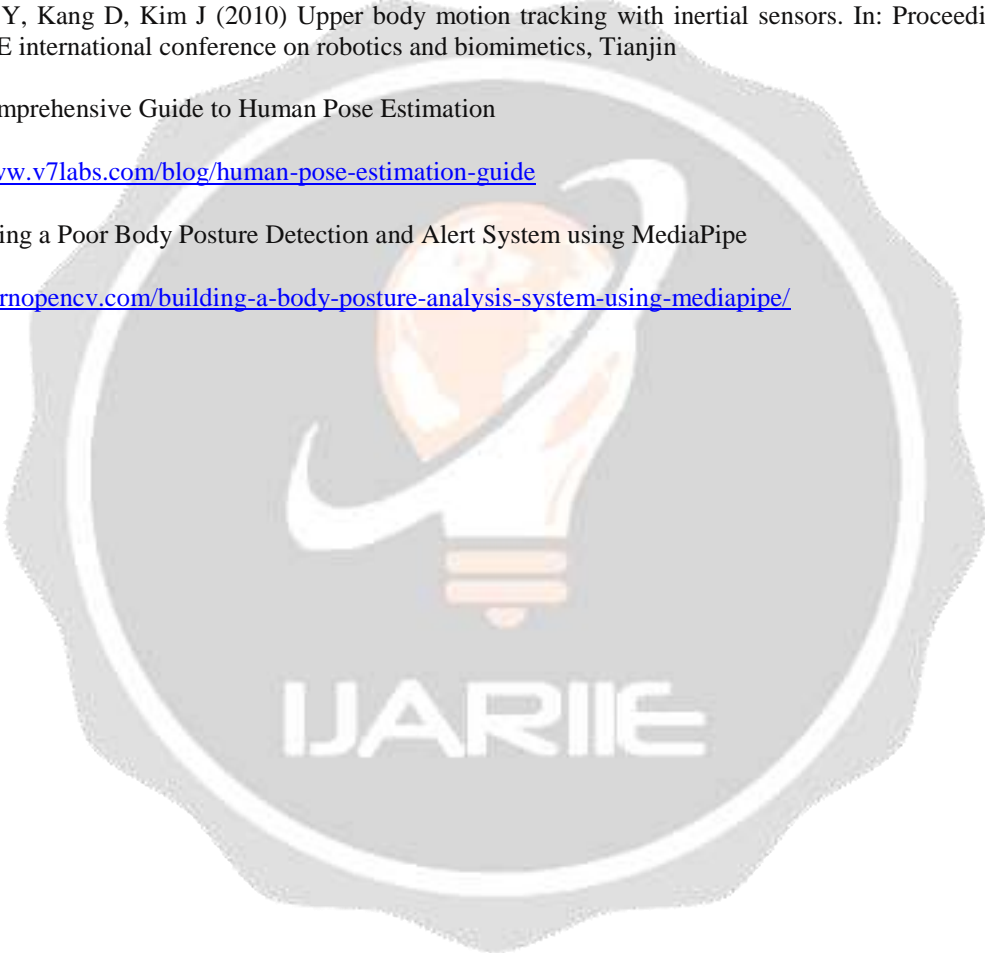 Y, Kang D, Kim J (2010) Upper body motion tracking with inertial sensors. In: Proceedi
E international conference on robotics and biomimetics, Tianjin
mprehensive Guide to Human Pose Estimation
ww.v7labs.com/blog/human-pose-estimation-guide
ing a Poor Body Posture Detection and Alert System using MediaPipe
rnopencv.com/building-a-body-posture-analysis-system-using-mediapipe/
IJARIIE